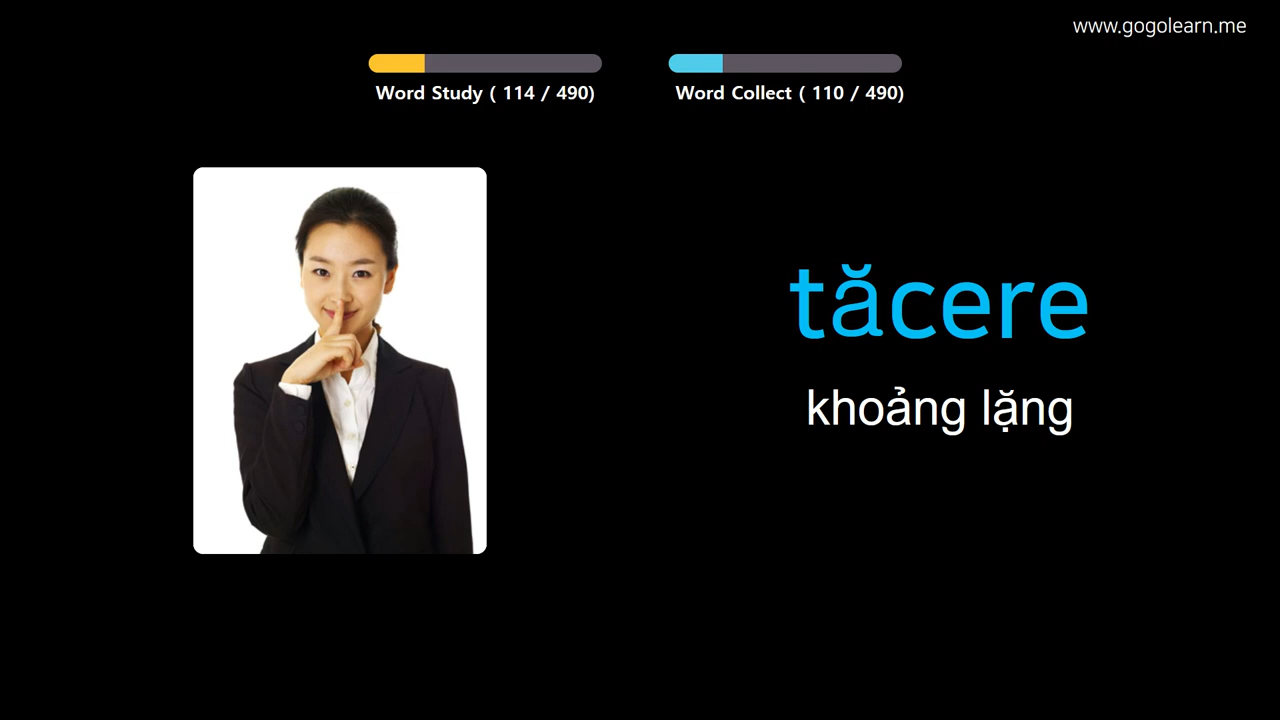 www.gogolearn.me
Word Study ( 114 / 490)
Word Collect ( 110 / 490)
tăcere
khoảng lặng